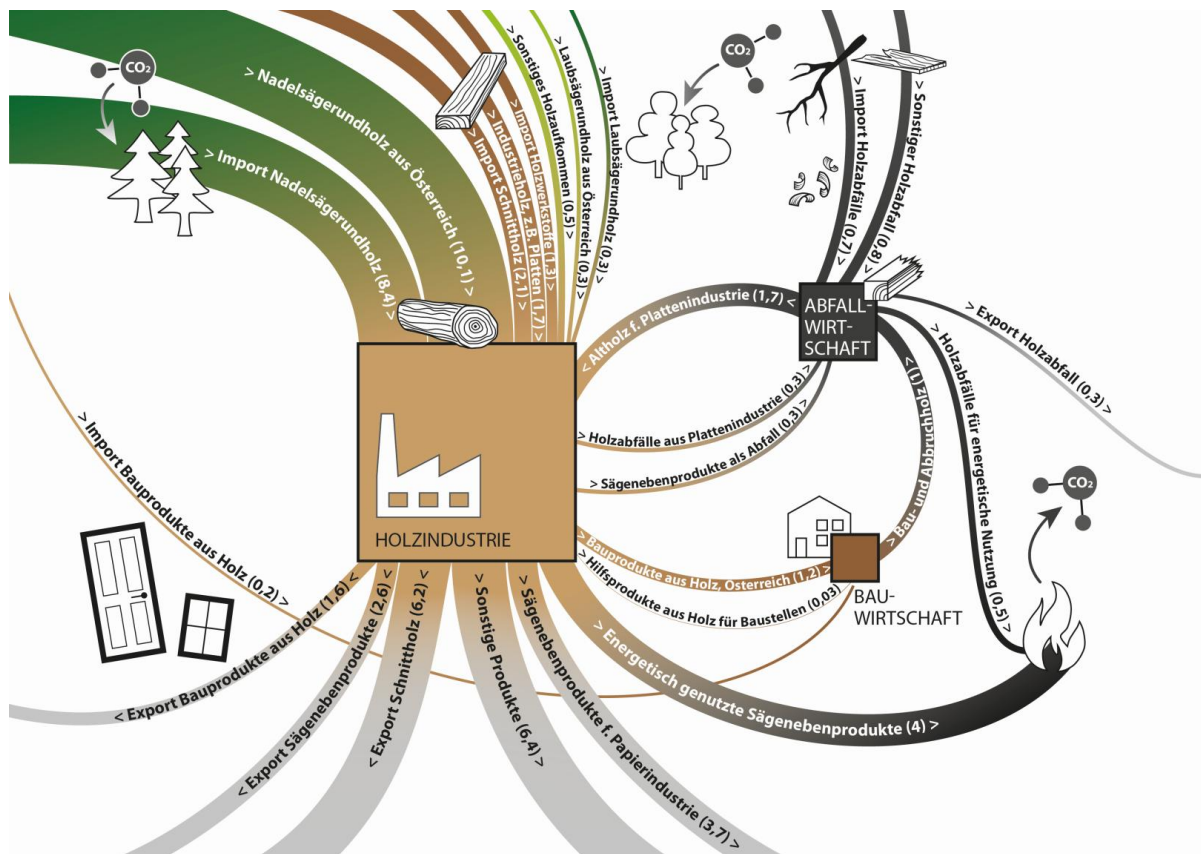 CO₂
> Nadelsägerundholz aus Österreich (10,1) >
> Import Nadelsägerundholz (8,4) >
> Import Schnittholz (2,1) >
> Industrieholz, z.B. Platten (1,7) >
> Import Holzwerkstoffe (1,3) >
> Sonstiges Holzaufkommen (0,5) >
> Laubsägerundholz aus Österreich (0,3) >
> Import Laubsägerundholz (0,3) >
CO₂
> Import Holzabfälle (0,7) >
> Sonstiger Holzabfall (0,8) >
< Altholz f. Plattenindustrie (1,7) <
ABFALL-
WIRT-
SCHAFT
> Export Holzabfall (0,3) >
> Holzabfälle für energetische Nutzung (0,5) >
> Bau- und Abbruchholz (1) >
> Holzabfälle aus Plattenindustrie (0,3) >
> Sägenebenprodukte als Abfall (0,3) >
CO₂
HOLZINDUSTRIE
> Import Bauprodukte aus Holz (0,2) >
> Bauprodukte aus Holz, Österreich (1,2) >
> Hilfsprodukte aus Holz für Baustellen (0,03) >
BAU-
WIRTSCHAFT
> Energetisch genutzte Sägenebenprodukte (4) >
< Export Bauprodukte aus Holz (1,6) <
< Export Sägenebenprodukte (2,6) <
< Export Schnittholz (6,2) <
> Sonstige Produkte (6,4) >
> Sägenebenprodukte f. Papierindustrie (3,7) >